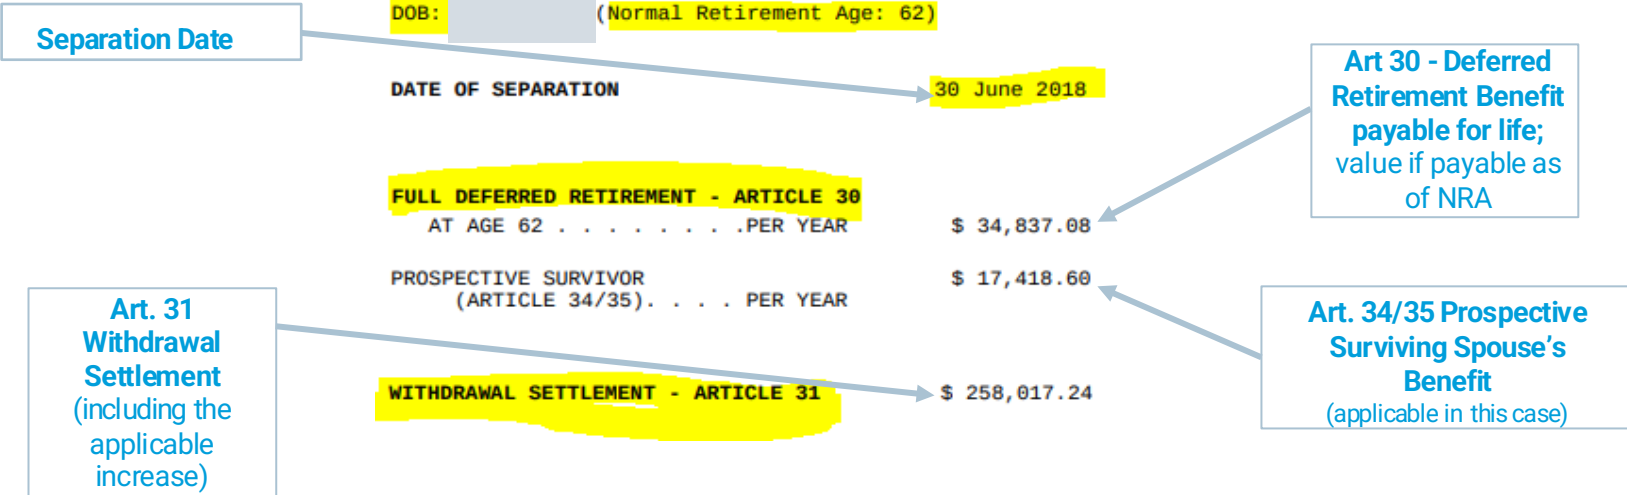 DOB: (Normal Retirement Age: 62)
Separation Date
DATE OF SEPARATION 30 June 2018
Art 30 - Deferred
Retirement Benefit
payable for life;
value if payable as
of NRA
FULL DEFERRED RETIREMENT - ARTICLE 30
AT AGE 62 . . . . . . . .PER YEAR $ 34,837.08
PROSPECTIVE SURVIVOR $ 17,418.60
(ARTICLE 34/35). . . . PER YEAR
Art. 34/35 Prospective
Surviving Spouse’s
Benefit
(applicable in this case)
Art. 31
Withdrawal
Settlement
(including the
applicable
increase)
WITHDRAWAL SETTLEMENT - ARTICLE 31 $ 258,017.24